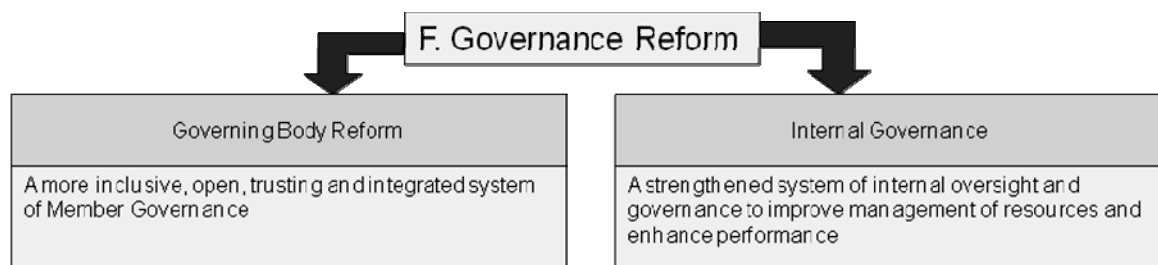 F. Governance Reform
Governing Body Reform
A more inclusive, open, trusting and integrated system
of Member Governance
Internal Governance
A strengthened system of internal oversight and
governance to improve management of resources and
enhance performance